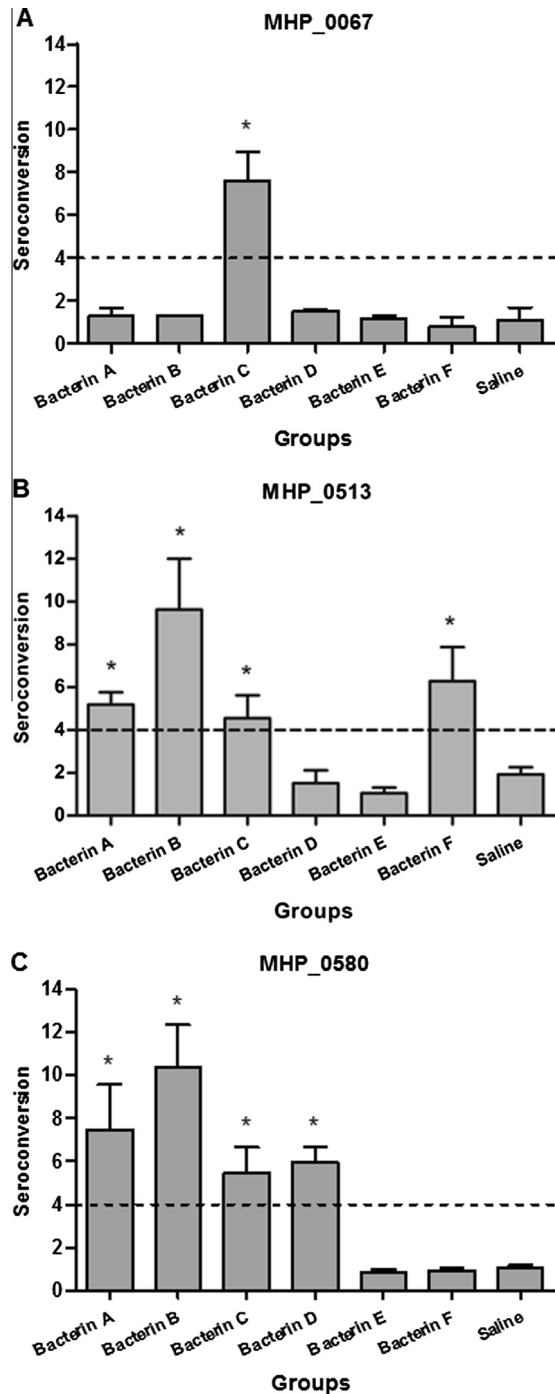 A
MHP_0067
14
12
10
8
6
4
2
0
Seroconversion
*
Bacterin A Bacterin B Bacterin C Bacterin D Bacterin E Bacterin F Saline
Groups
B
MHP_0513
14
12
10
8
6
4
2
0
Seroconversion
* * * *
Bacterin A Bacterin B Bacterin C Bacterin D Bacterin E Bacterin F Saline
Groups
C
MHP_0580
14
12
10
8
6
4
2
0
Seroconversion
* * * *
Bacterin A Bacterin B Bacterin C Bacterin D Bacterin E Bacterin F Saline
Groups